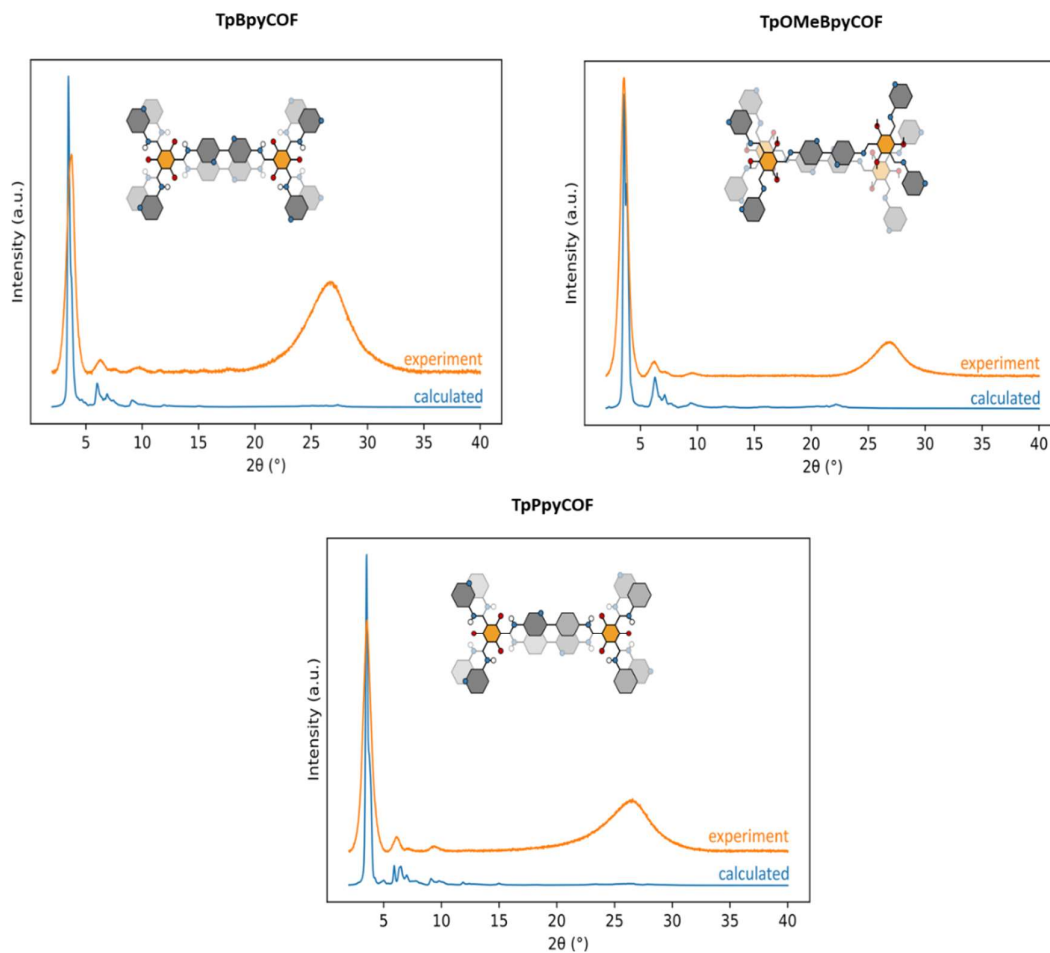 TpBpyCOF
TpOMeBpyCOF
Intensity (a.u.)
experiment
calculated
5 10 15 20 25 30 35 40
2θ (°)
Intensity (a.u.)
experiment
calculated
5 10 15 20 25 30 35 40
2θ (°)
TpPpyCOF
Intensity (a.u.)
experiment
calculated
5 10 15 20 25 30 35 40
2θ (°)